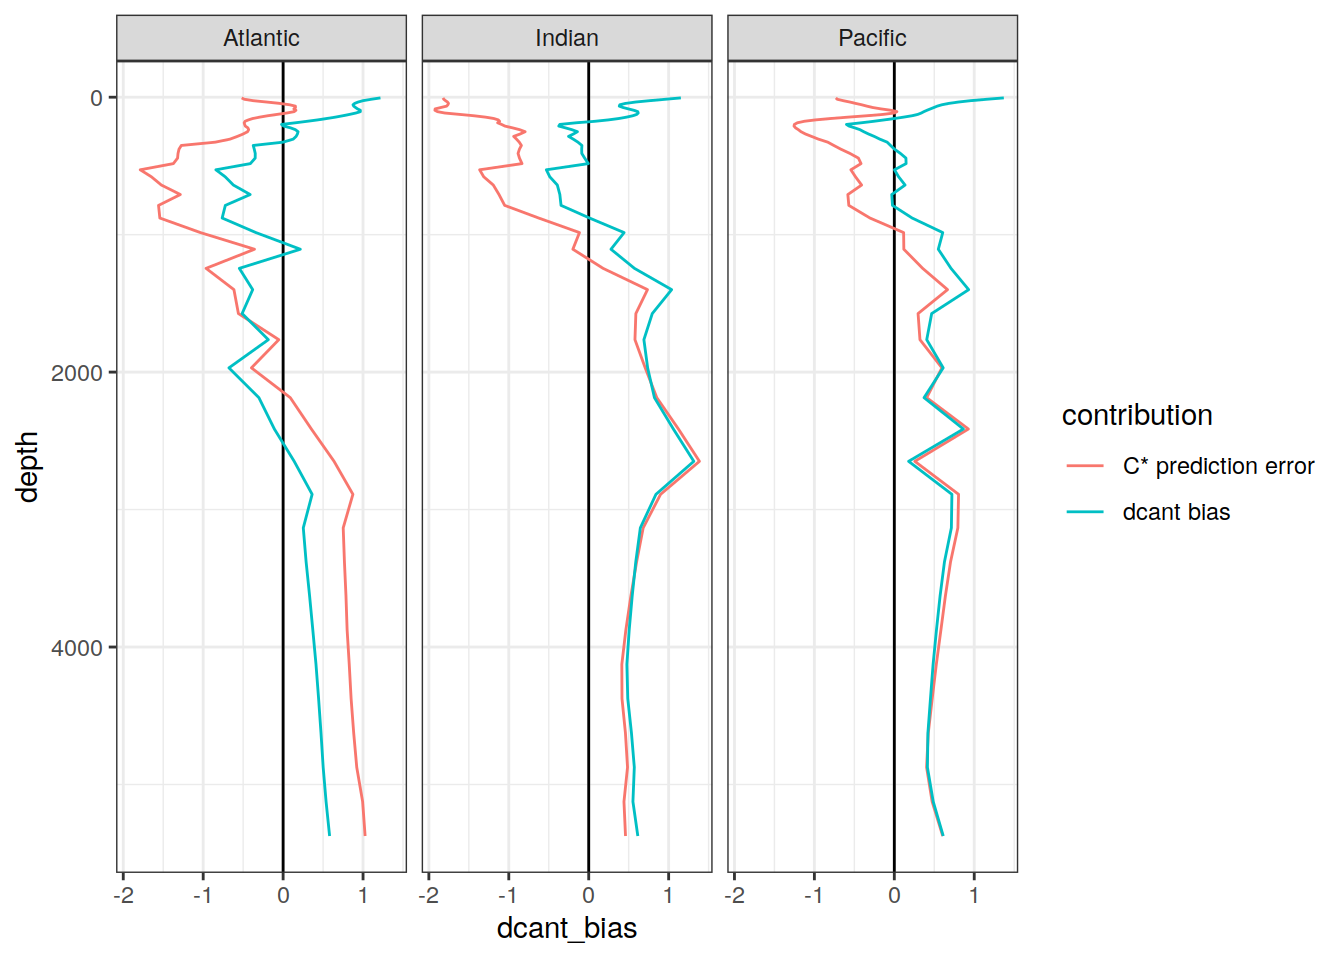 Atlantic
Indian
Pacific
0
2000
4000
depth
-2 -1 0 1
-2 -1 0 1
-2 -1 0 1
dcant_bias
contribution
C* prediction error
dcant bias